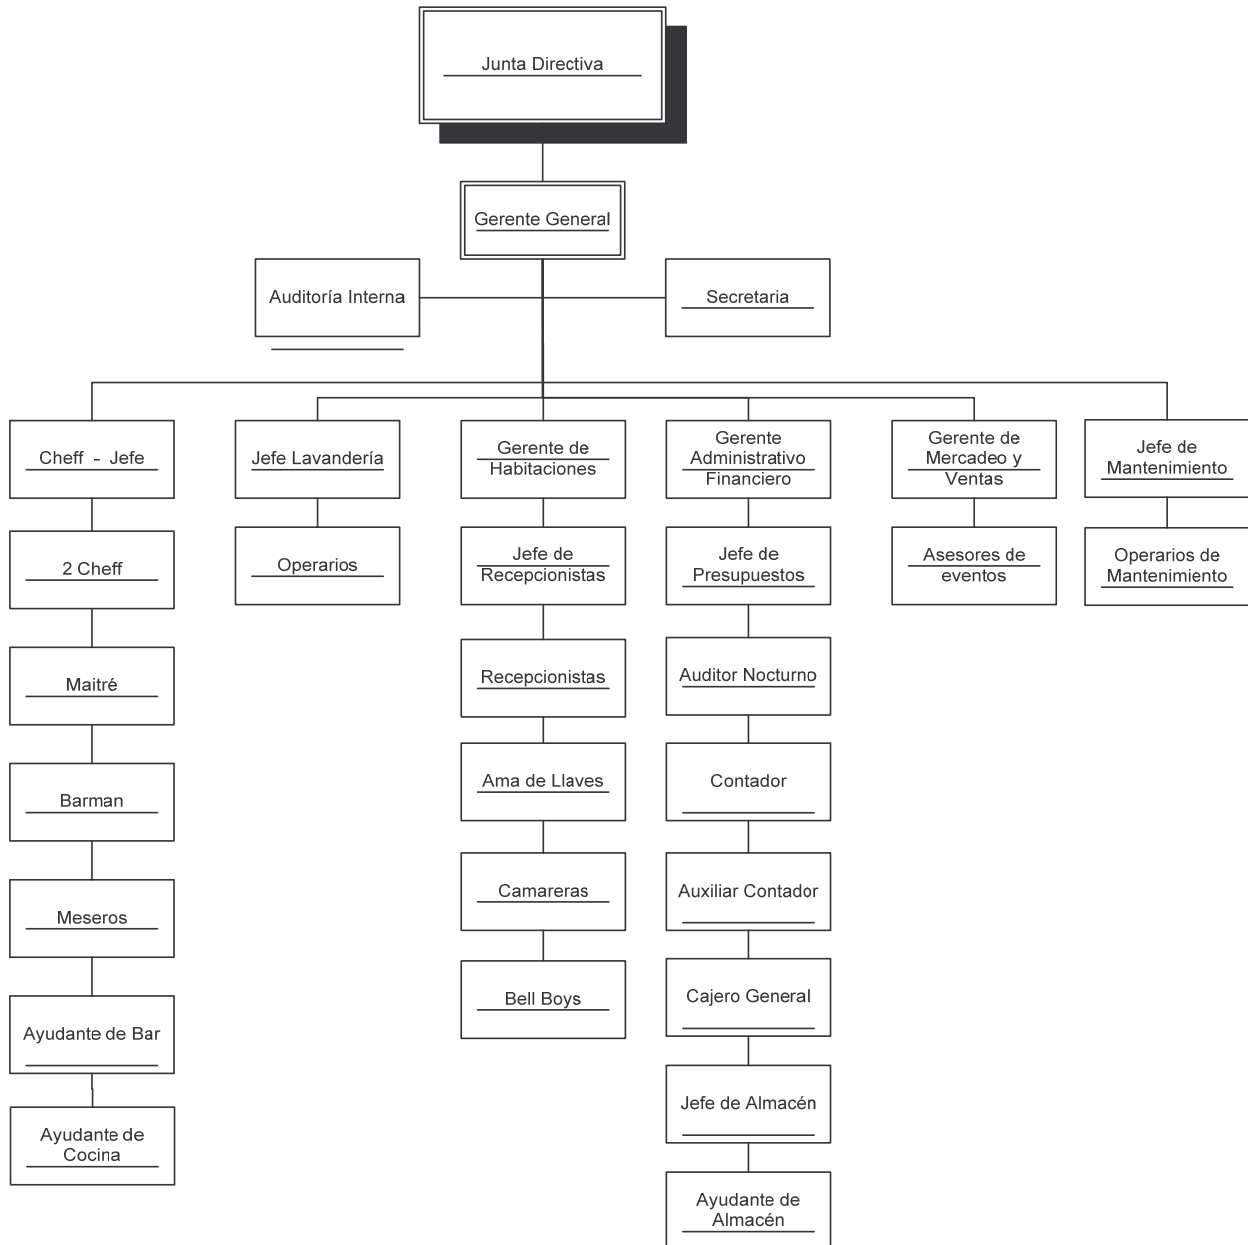 Junta Directiva
Gerente General
Auditoría Interna
Secretaria
Cheff - Jefe
2 Cheff
Maitré
Barman
Meseros
Ayudante de Bar
Ayudante de
Cocina
Jefe Lavandería
Operarios
Gerente de
Habitaciones
Jefe de
Recepcionistas
Recepcionistas
Ama de Llaves
Camareras
Bell Boys
Gerente
Administrativo
Financiero
Jefe de
Presupuestos
Auditor Nocturno
Contador
Auxiliar Contador
Cajero General
Jefe de Almacén
Ayudante de
Almacén
Gerente de
Mercadeo y
Ventas
Asesores de
eventos
Jefe de
Mantenimiento
Operarios de
Mantenimiento